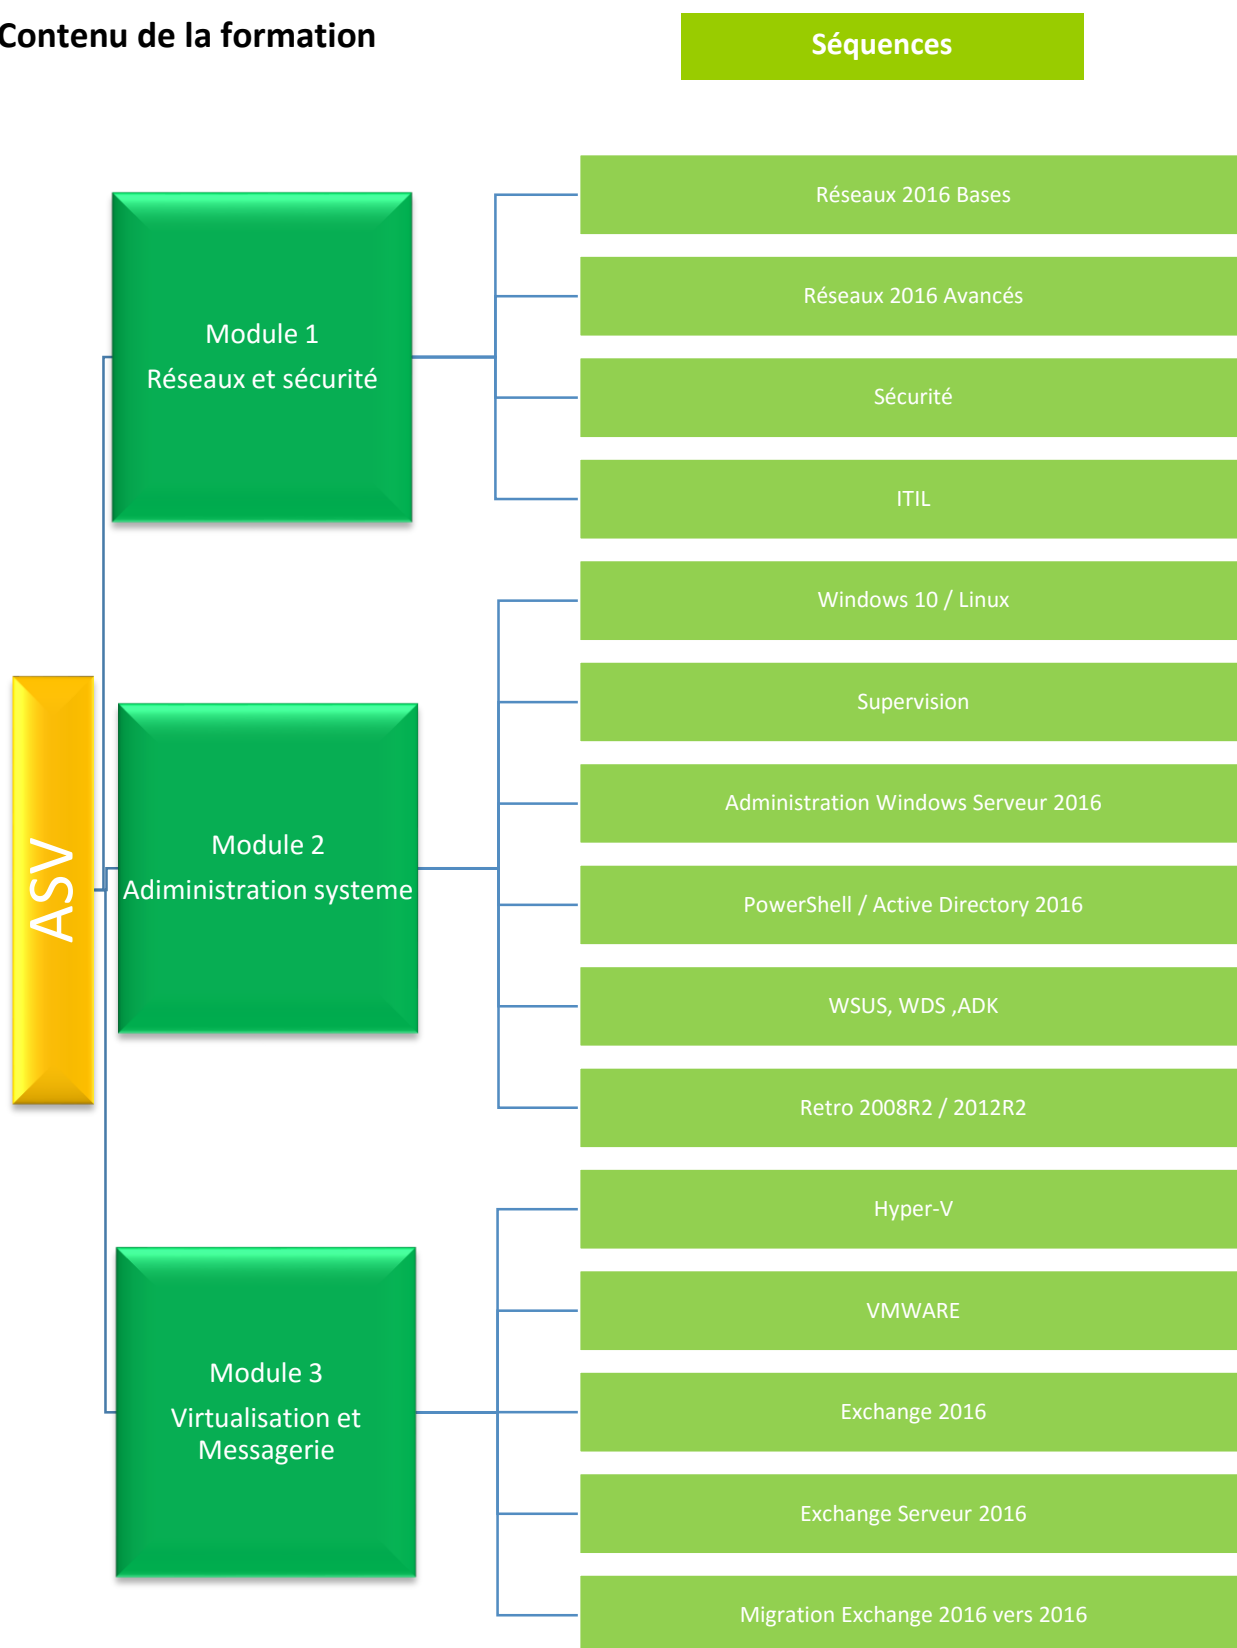 Contenu de la formation
Séquences
ASV
Module 1
Réseaux et sécurité
Réseaux 2016 Bases
Réseaux 2016 Avancés
Sécurité
ITIL
Module 2
Adiministration systeme
Windows 10 / Linux
Supervision
Administration Windows Serveur 2016
PowerShell / Active Directory 2016
WSUS, WDS ,ADK
Retro 2008R2 / 2012R2
Module 3
Virtualisation et
Messagerie
Hyper-V
VMWARE
Exchange 2016
Exchange Serveur 2016
Migration Exchange 2016 vers 2016